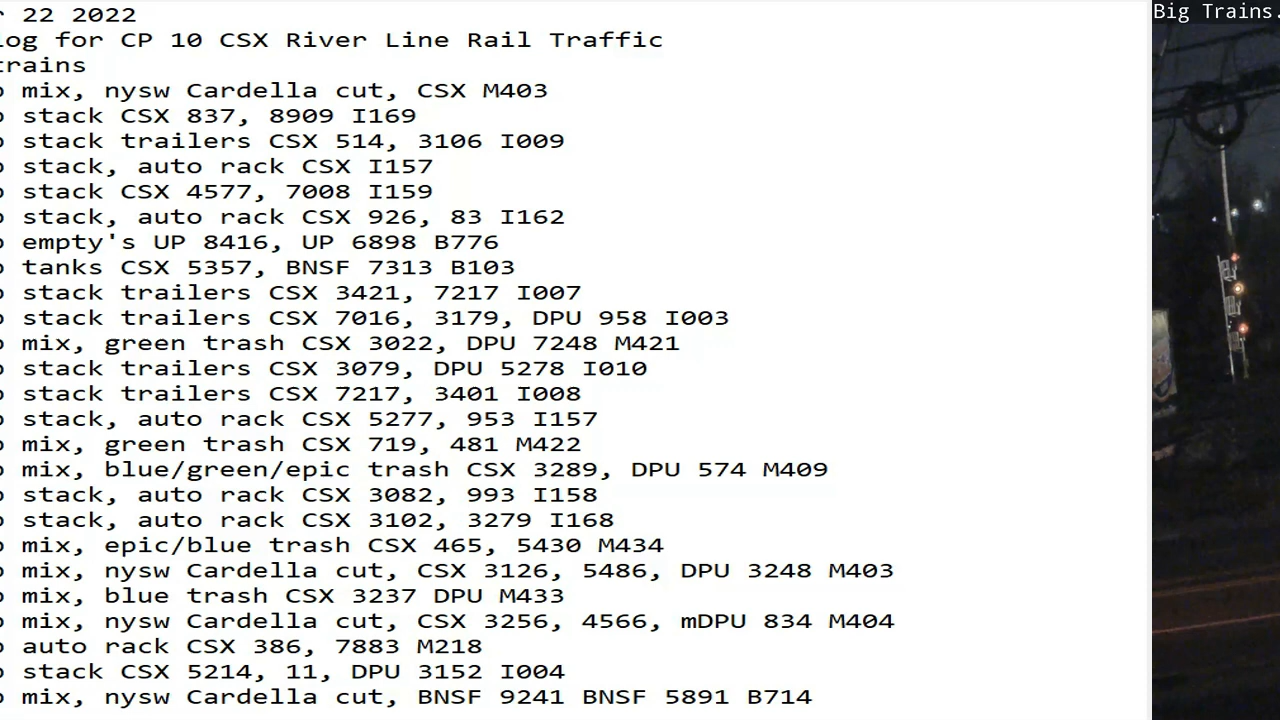 22 2022
log for CP 10 CSX River Line Rail Traffic
trains
mix, nysw Cardella cut, CSX M403
stack CSX 837, 8909 I169
stack trailers CSX 514, 3106 I009
stack, auto rack CSX I157
stack CSX 4577, 7008 I159
stack, auto rack CSX 926, 83 I162
empty's UP 8416, UP 6898 B776
tanks CSX 5357, BNSF 7313 B103
stack trailers CSX 3421, 7217 I007
stack trailers CSX 7016, 3179, DPU 958 I003
mix, green trash CSX 3022, DPU 7248 M421
stack trailers CSX 3079, DPU 5278 I010
stack trailers CSX 7217, 3401 I008
stack, auto rack CSX 5277, 953 I157
mix, green trash CSX 719, 481 M422
mix, blue/green/epic trash CSX 3289, DPU 574 M409
stack, auto rack CSX 3082, 993 I158
stack, auto rack CSX 3102, 3279 I168
mix, epic/blue trash CSX 465, 5430 M434
mix, nysw Cardella cut, CSX 3126, 5486, DPU 3248 M403
mix, blue trash CSX 3237 DPU M433
mix, nysw Cardella cut, CSX 3256, 4566, mDPU 834 M404
auto rack CSX 386, 7883 M218
stack CSX 5214, 11, DPU 3152 I004
mix, nysw Cardella cut, BNSF 9241 BNSF 5891 B714
Big Trains.